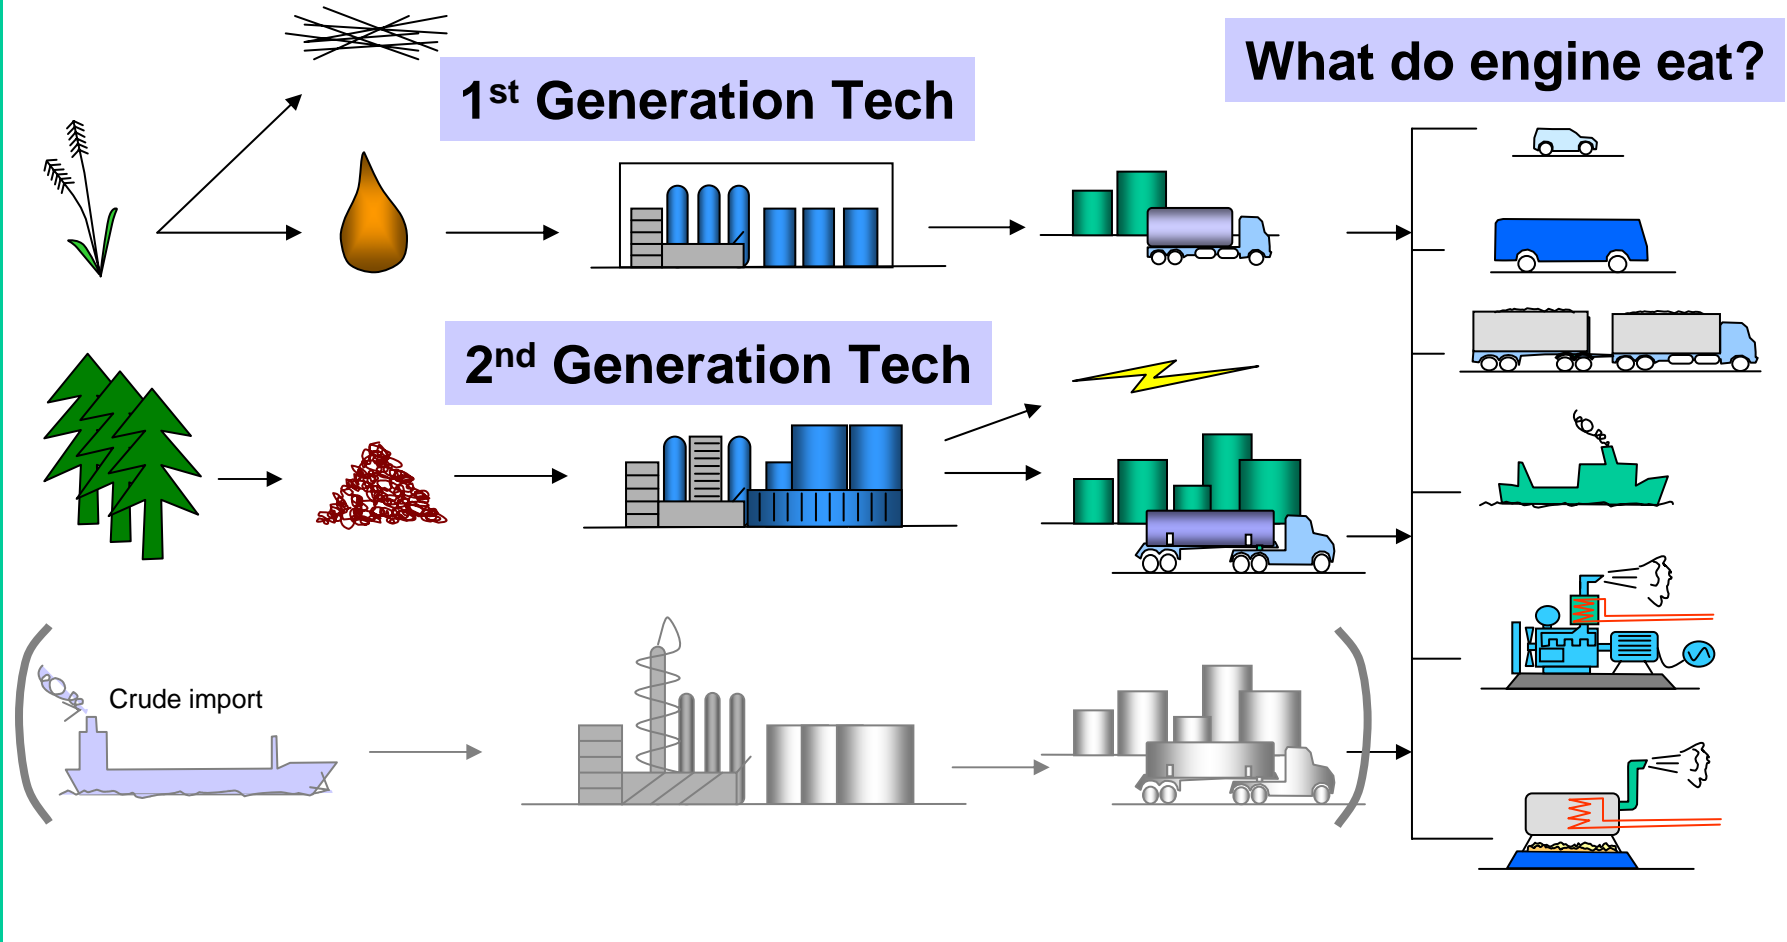 What do engine eat?
1st Generation Tech
2nd Generation Tech
Crude import